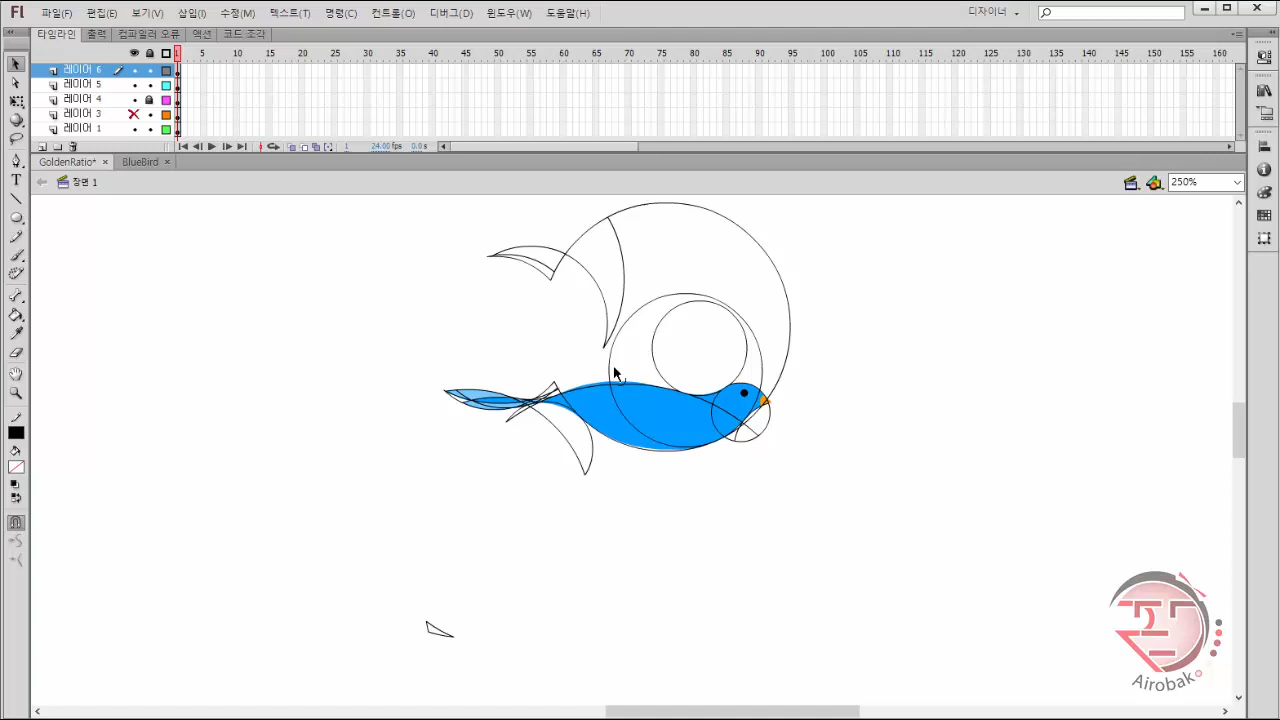 Fl 파일(F) 편집(E) 보기(V) 삽입(I) 수정(M) 텍스트(T) 명령(C) 컨트롤(O) 디버그(D) 윈도우(W) 도움말(H) 디자이너
타임라인 출력 컴파일러 오류 액션 코드 조각
1 5 10 15 20 25 30 35 40 45 50 55 60 65 70 75 80 85 90 95 100 105 110 115 120 125 130 135 140 145 150 155 160
레이어 6
레이어 5
레이어 4
레이어 3
레이어 1
1 24.00 fps 0.0 s
GoldenRatio* × BlueBird ×
장면 1 250%
Airobak